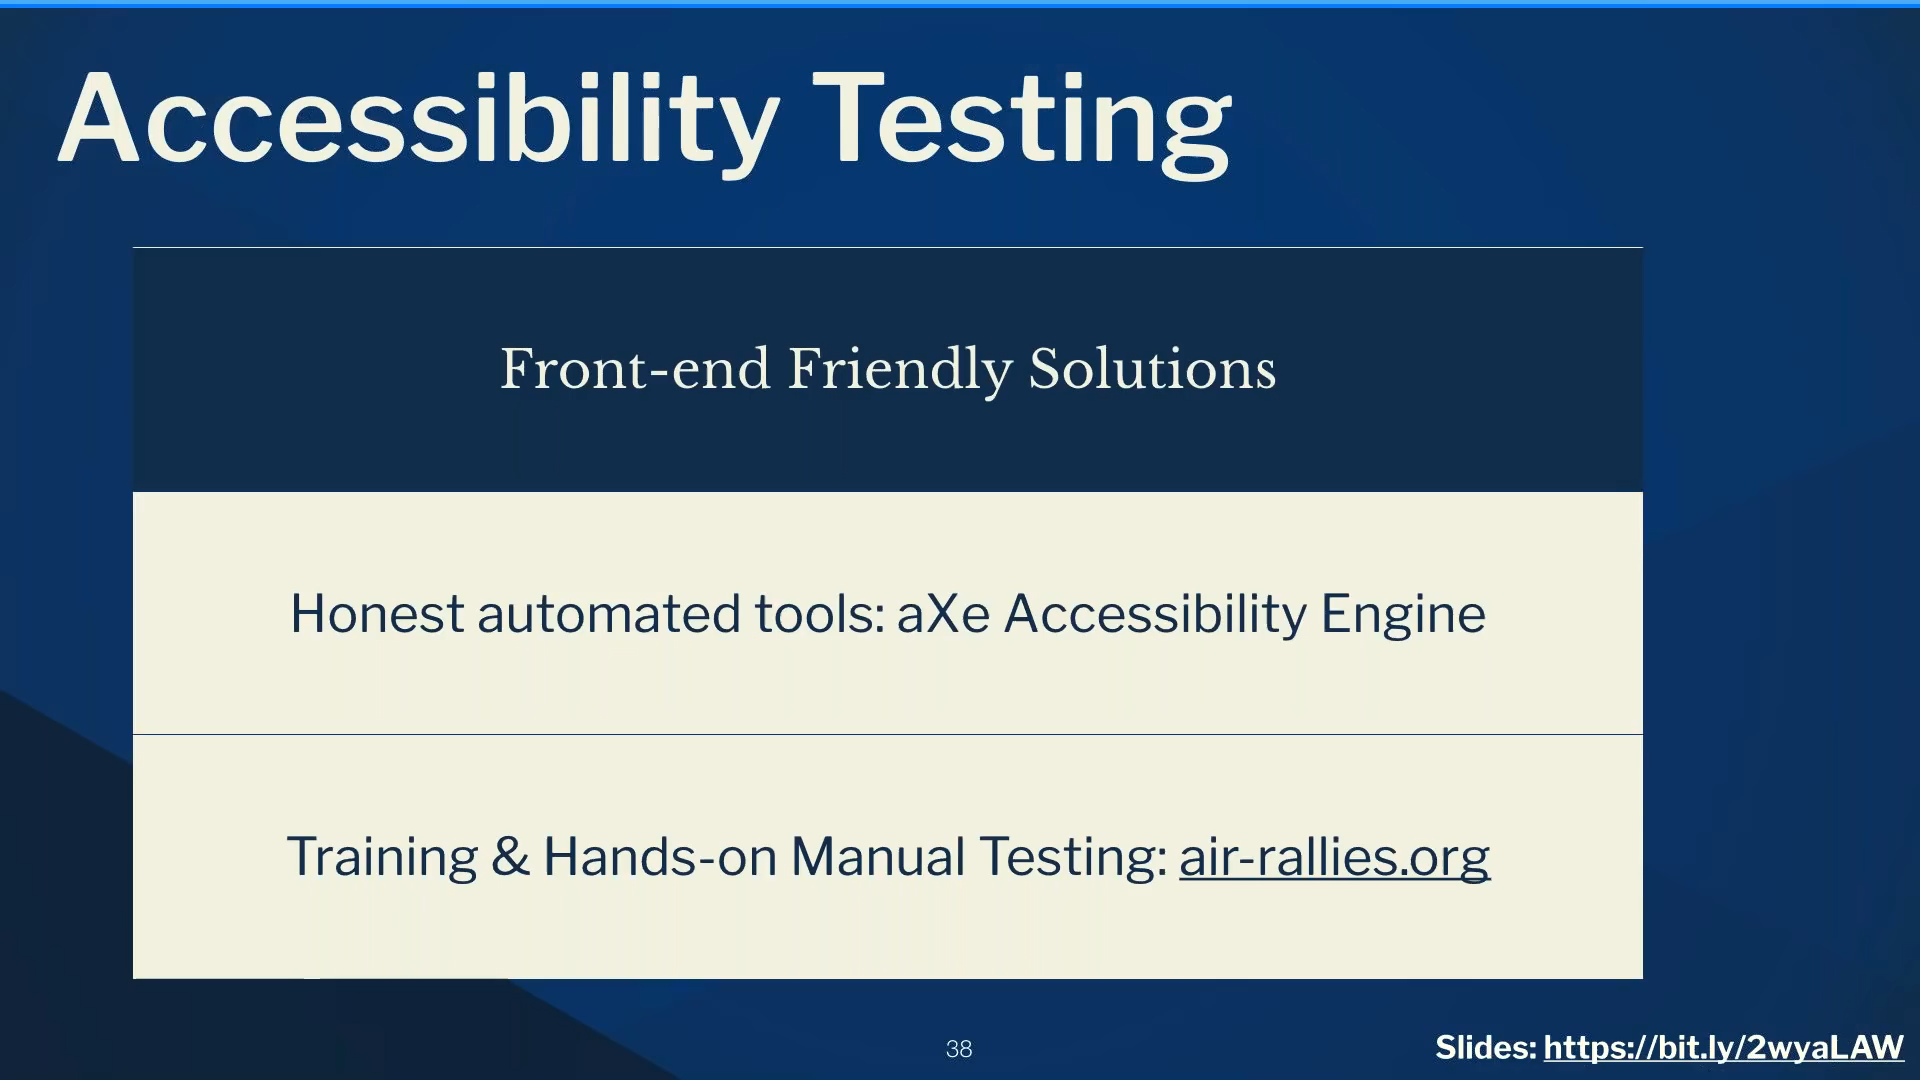 Accessibility Testing
Front-end Friendly Solutions
Honest automated tools: aXe Accessibility Engine
Training & Hands-on Manual Testing: air-rallies.org
38
Slides: https://bit.ly/2wyaLAW